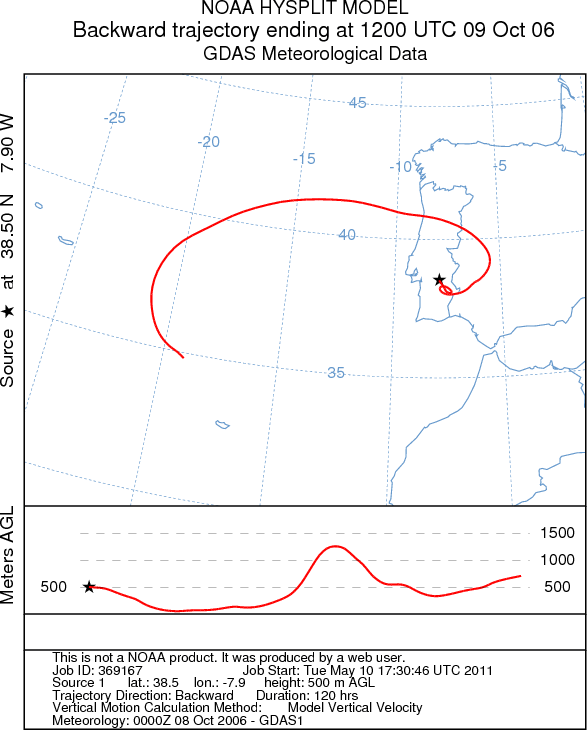 NOAA HYSPLIT MODEL
Backward trajectory ending at 1200 UTC 09 Oct 06
GDAS Meteorological Data
Source ★ at 38.50 N 7.90 W
45
-25
-20
-15
-10
-5
40
35
Meters AGL
1500
1000
500
500
This is not a NOAA product. It was produced by a web user.
Job ID: 369167 Job Start: Tue May 10 17:30:46 UTC 2011
Source 1 lat.: 38.5 lon.: -7.9 height: 500 m AGL
Trajectory Direction: Backward Duration: 120 hrs
Vertical Motion Calculation Method: Model Vertical Velocity
Meteorology: 0000Z 08 Oct 2006 - GDAS1